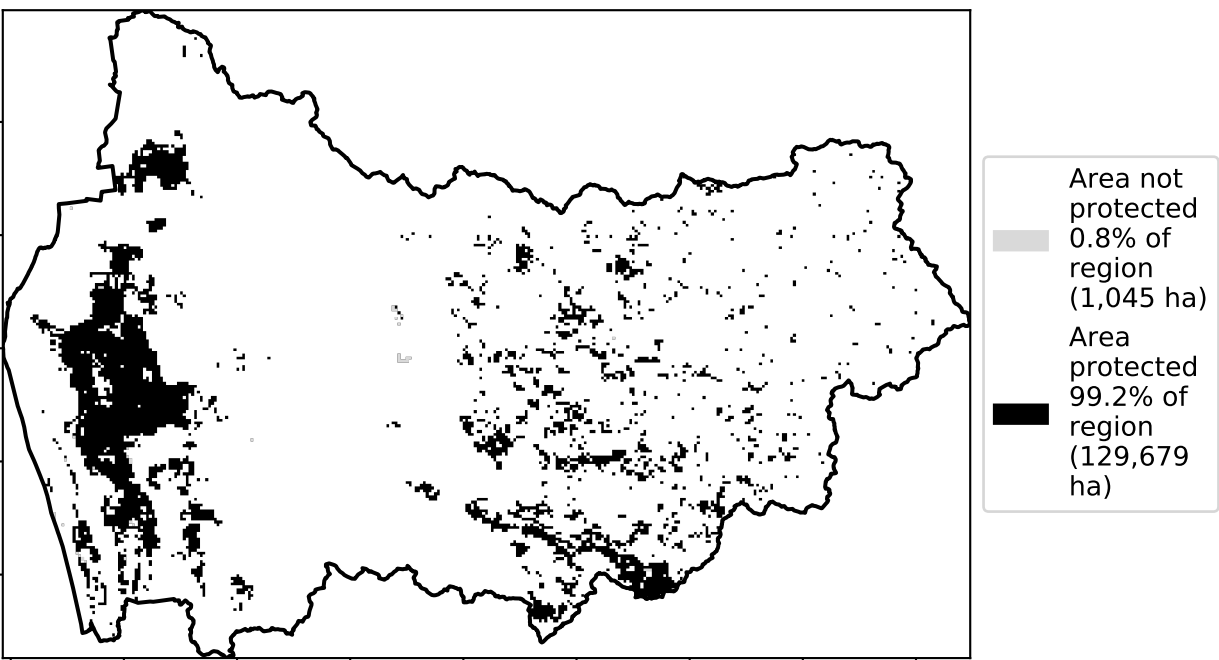 Area not
protected
0.8% of
region
(1,045 ha)
Area
protected
99.2% of
region
(129,679
ha)